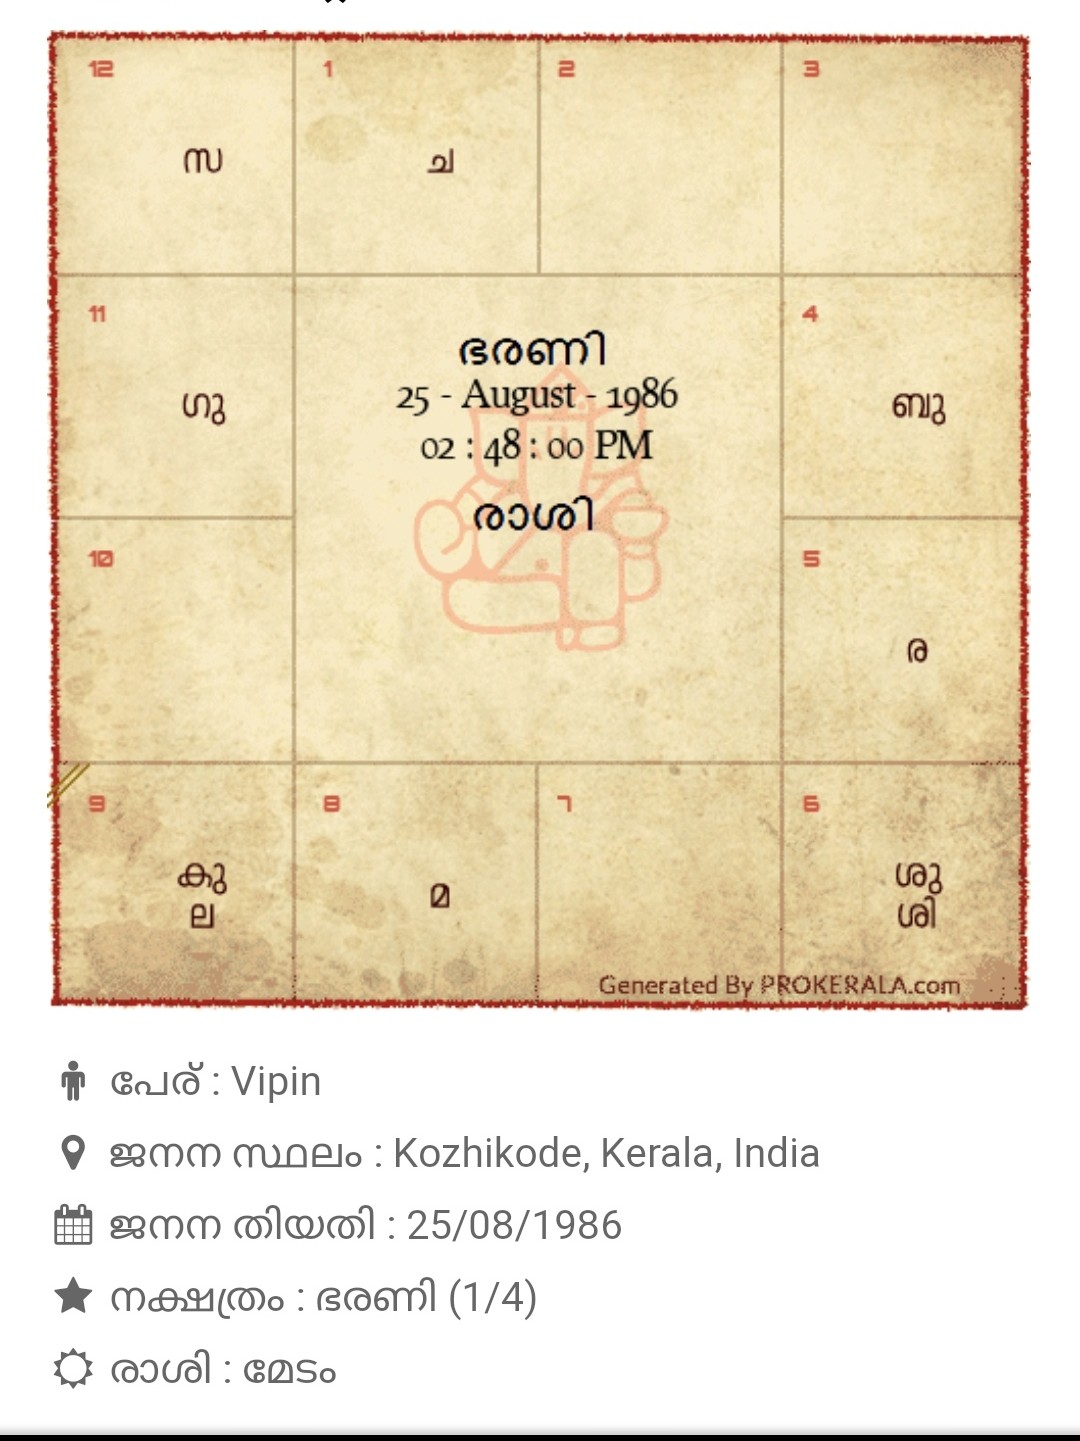 12
1
2
3
സ
ച
11
4
ഗു
ബു
ഭരണി
25 - August - 1986
02 : 48 : 00 PM
രാശി
10
5
ര
9
8
7
6
കു
ല
മ
ശു
ശി
Generated By PROKERALA.com
പേര് : Vipin
ജനന സ്ഥലം : Kozhikode, Kerala, India
ജനന തിയതി : 25/08/1986
നക്ഷത്രം : ഭരണി (1/4)
രാശി : മേടം